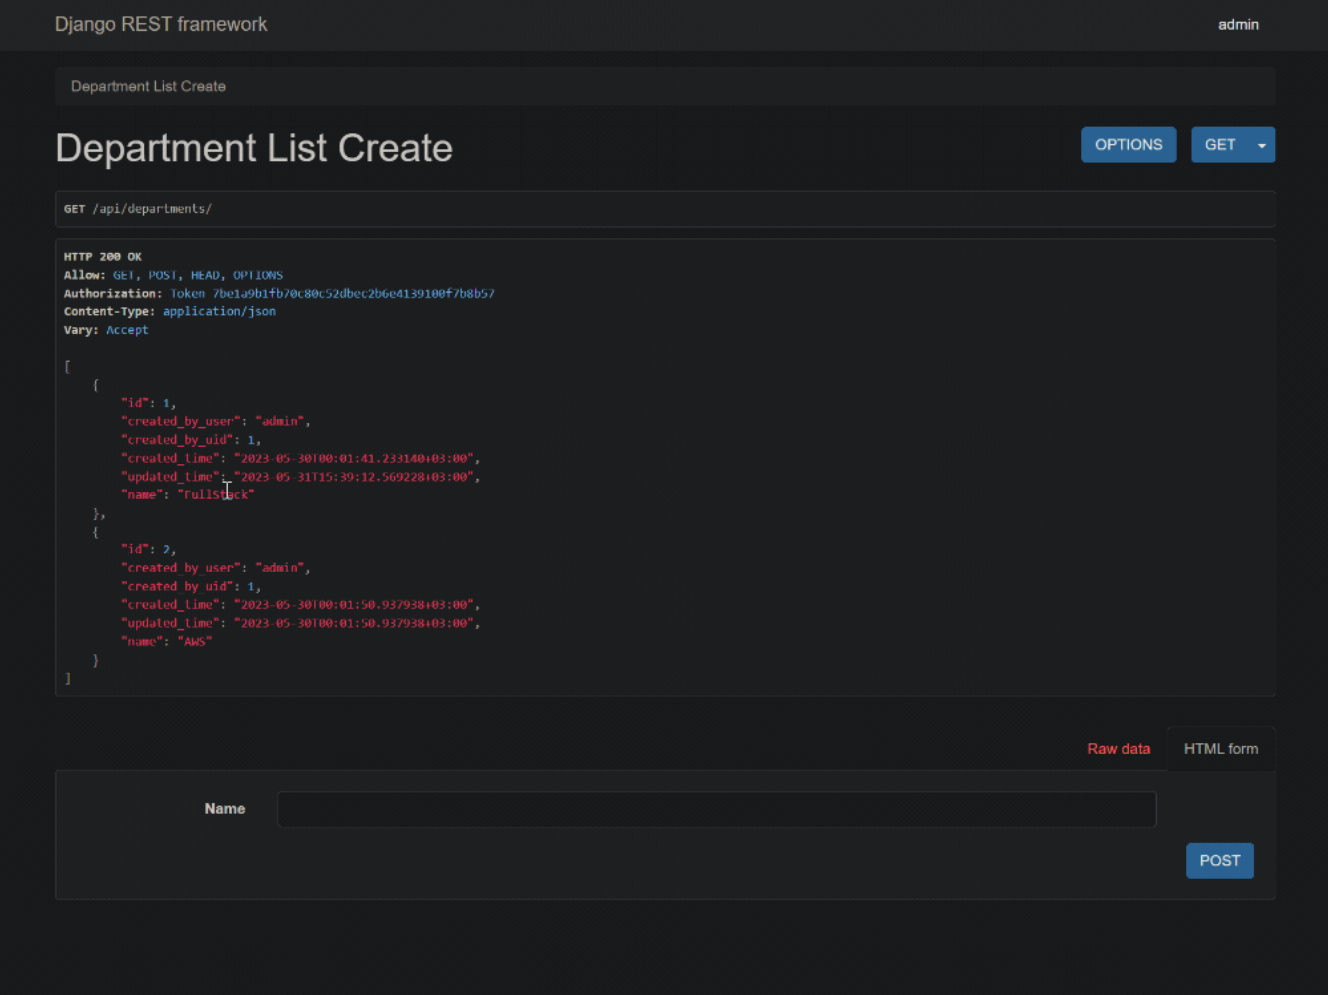 Django REST framework
admin
Department List Create
Department List Create
OPTIONS
GET
GET /api/departments/
HTTP 200 OK
Allow: GET, POST, HEAD, OPTIONS
Authorization: Token 7be1a9b1fb70c80c52dbec2b6e4139100f7b8b57
Content-Type: application/json
Vary: Accept
[
{
"id": 1,
"created_by_user": "admin",
"created_by_uid": 1,
"created_time": "2023-05-30T00:01:41.233140+03:00",
"updated_time": "2023-05-31T15:39:12.569228+03:00",
"name": "FullStack"
},
{
"id": 2,
"created_by_user": "admin",
"created_by_uid": 1,
"created_time": "2023-05-30T00:01:50.937938+03:00",
"updated_time": "2023-05-30T00:01:50.937938+03:00",
"name": "AWS"
}
]
Raw data
HTML form
Name
POST